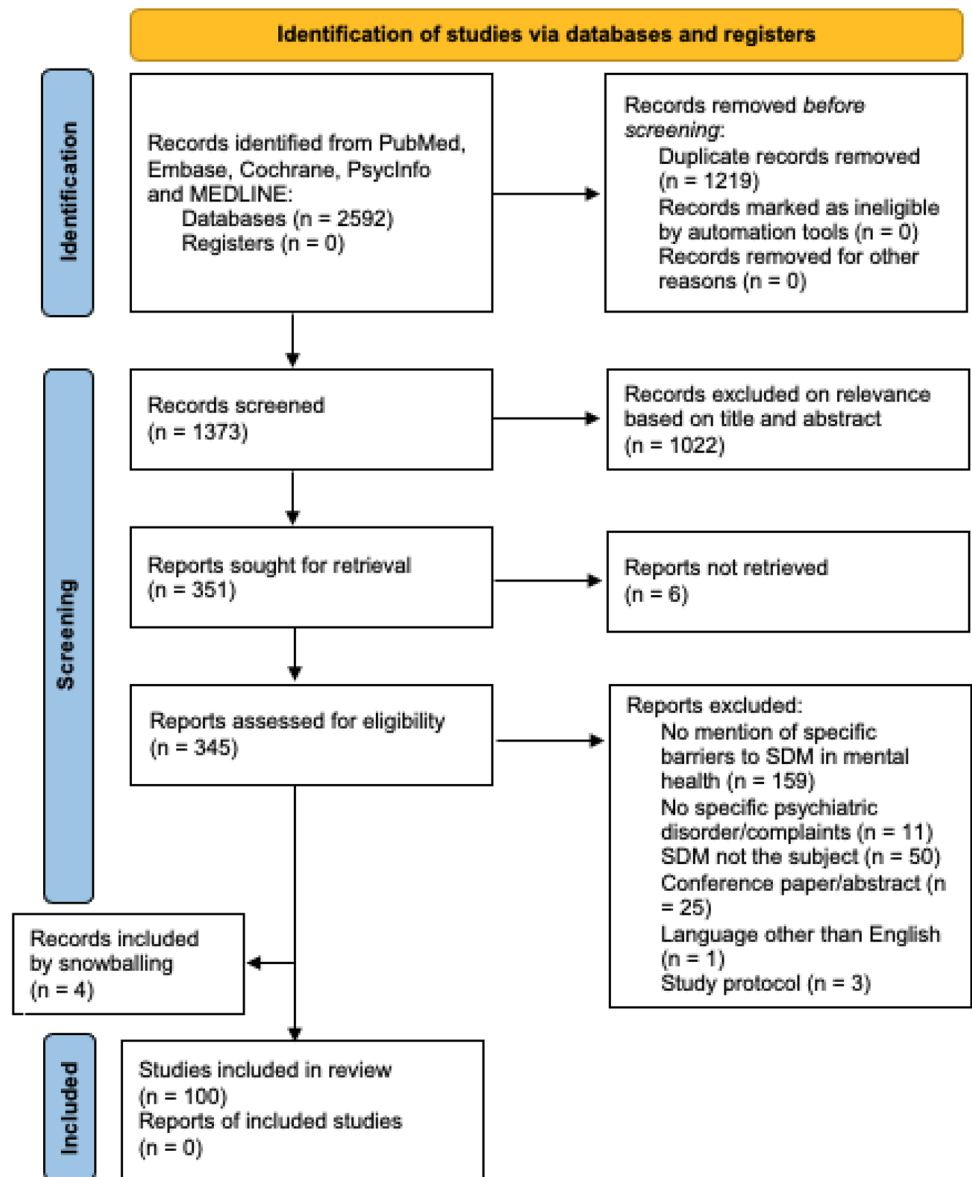 Identification of studies via databases and registers
Identification
Records identified from PubMed,
Embase, Cochrane, PsycInfo
and MEDLINE:
Databases (n = 2592)
Registers (n = 0)
Records removed before
screening:
Duplicate records removed
(n = 1219)
Records marked as ineligible
by automation tools (n = 0)
Records removed for other
reasons (n = 0)
Screening
Records screened
(n = 1373)
Records excluded on relevance
based on title and abstract
(n = 1022)
Reports sought for retrieval
(n = 351)
Reports not retrieved
(n = 6)
Reports assessed for eligibility
(n = 345)
Reports excluded:
No mention of specific
barriers to SDM in mental
health (n = 159)
No specific psychiatric
disorder/complaints (n = 11)
SDM not the subject (n = 50)
Conference paper/abstract (n
= 25)
Language other than English
(n = 1)
Study protocol (n = 3)
Records included
by snowballing
(n = 4)
Included
Studies included in review
(n = 100)
Reports of included studies
(n = 0)